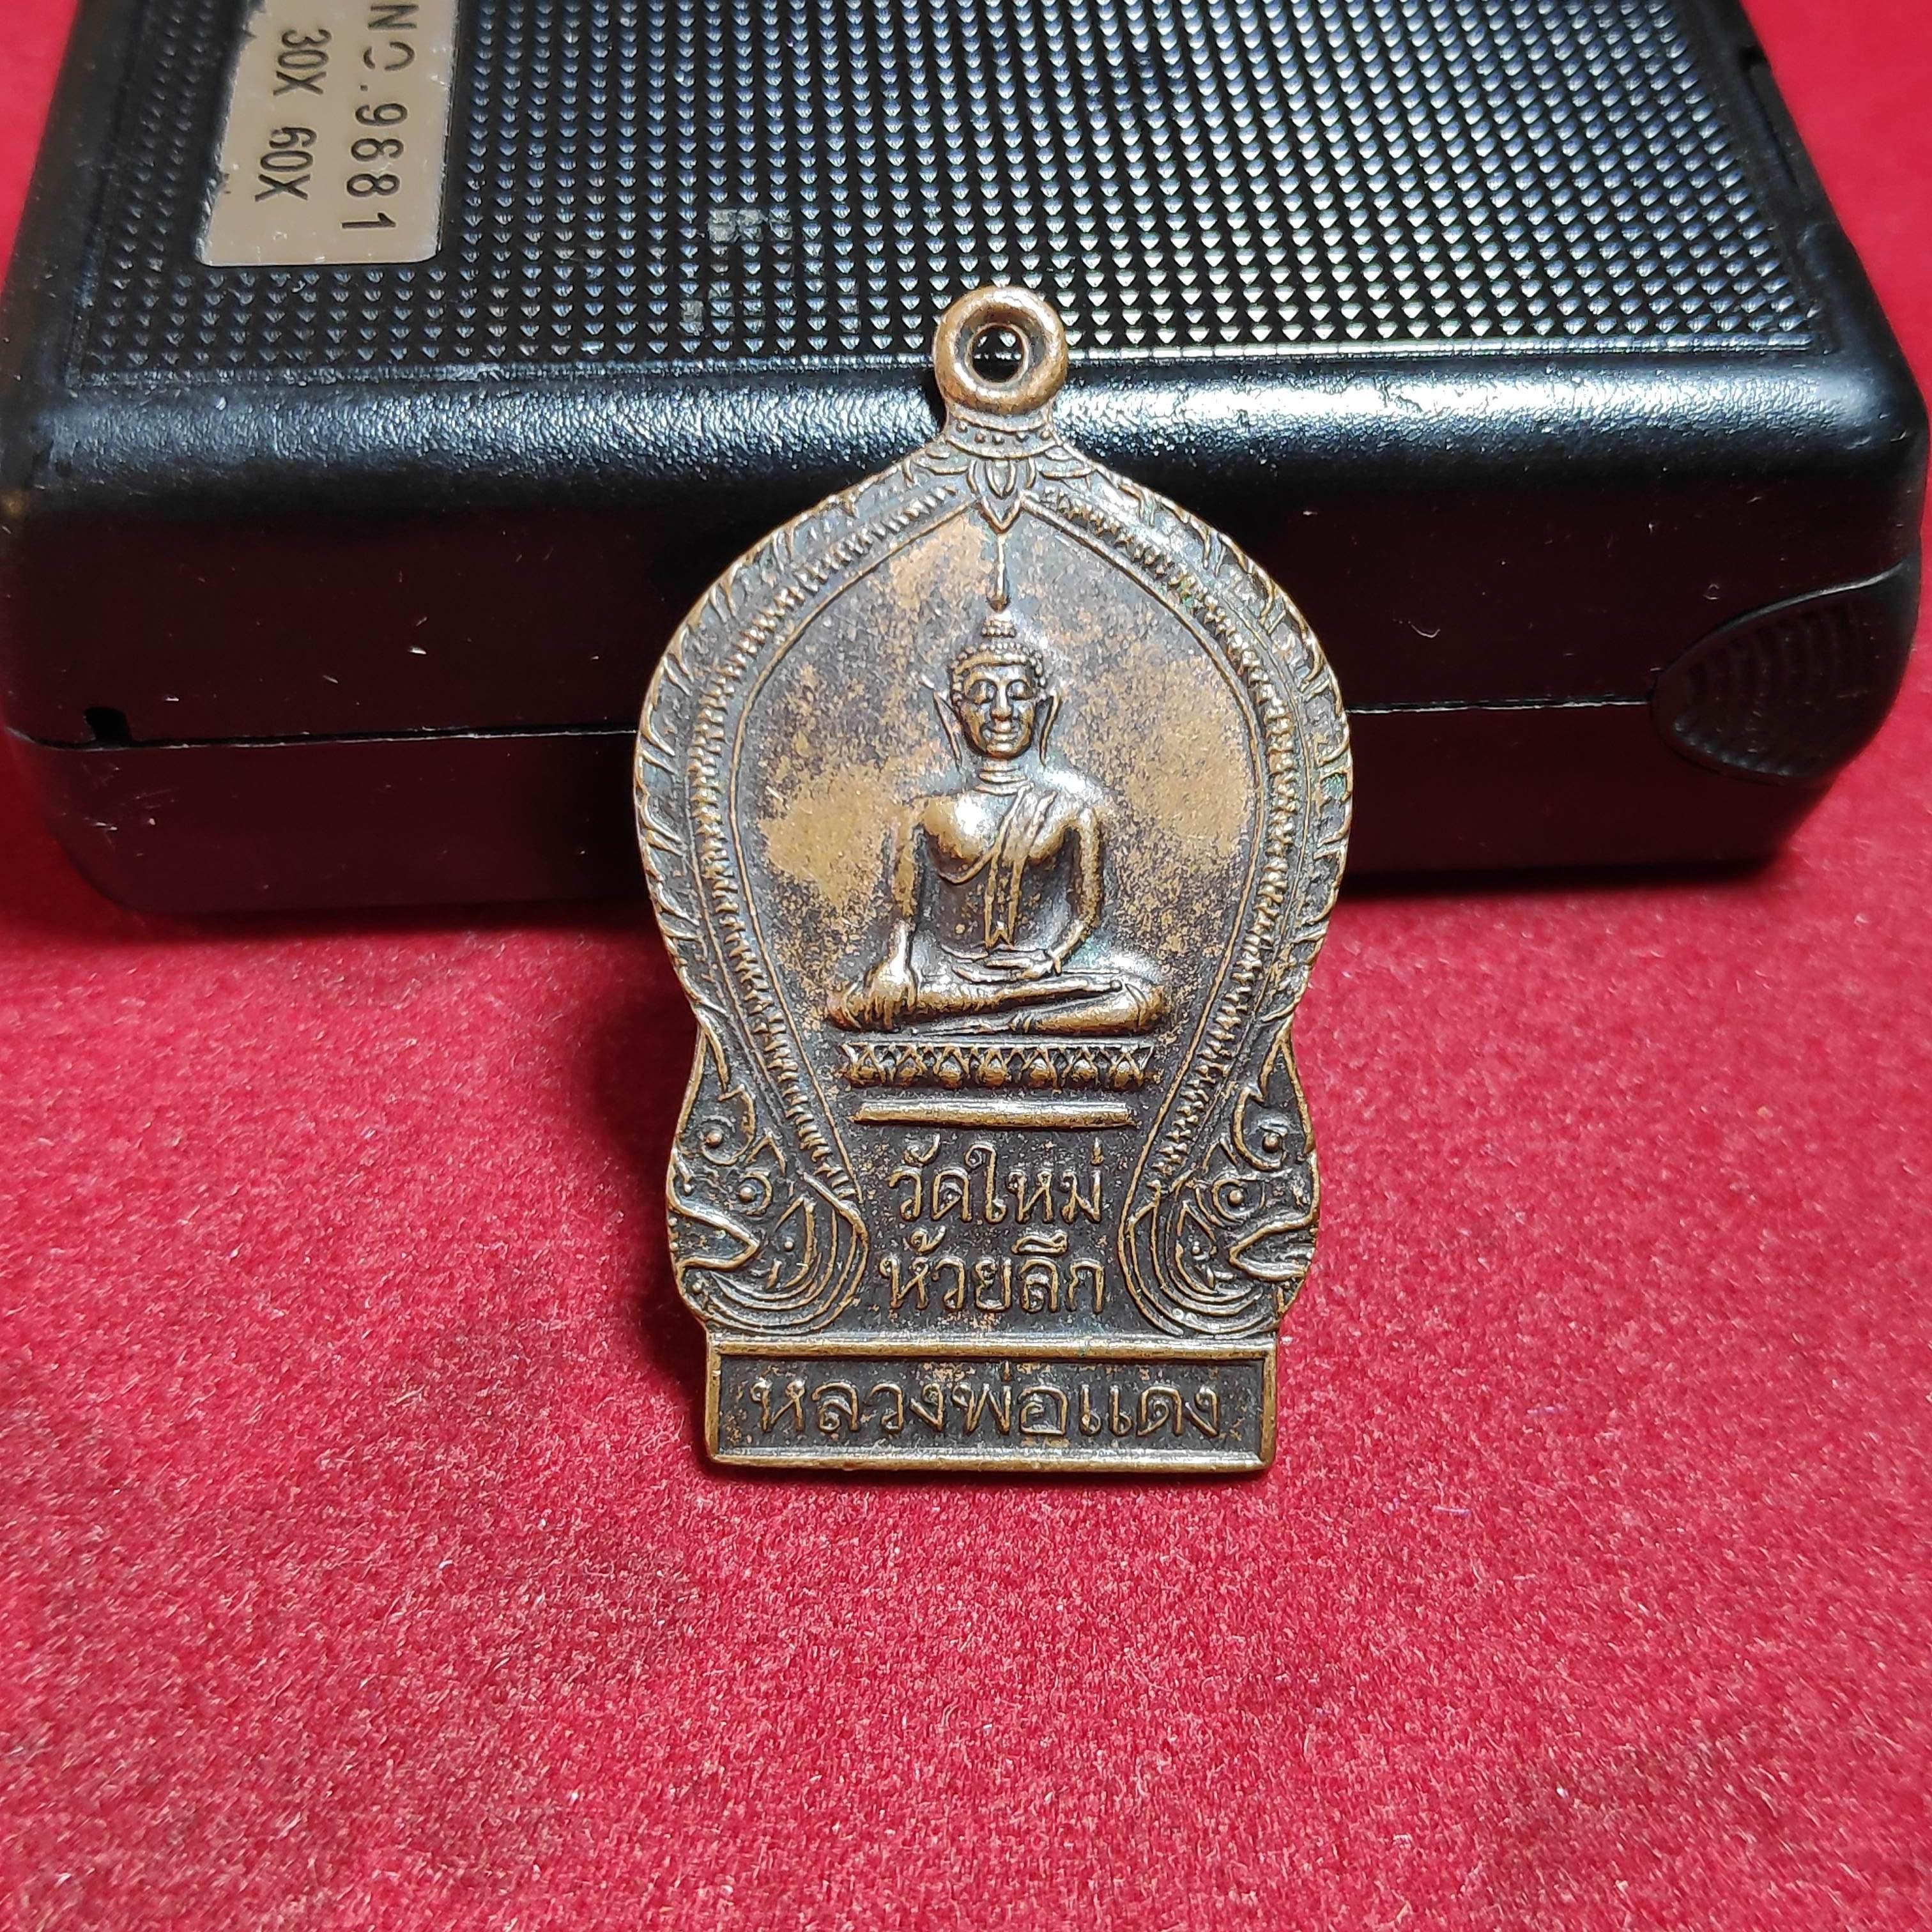 NO.9881
30X 60X
วัดใหม่
ห้วยลึก
หลวงพ่อแดง